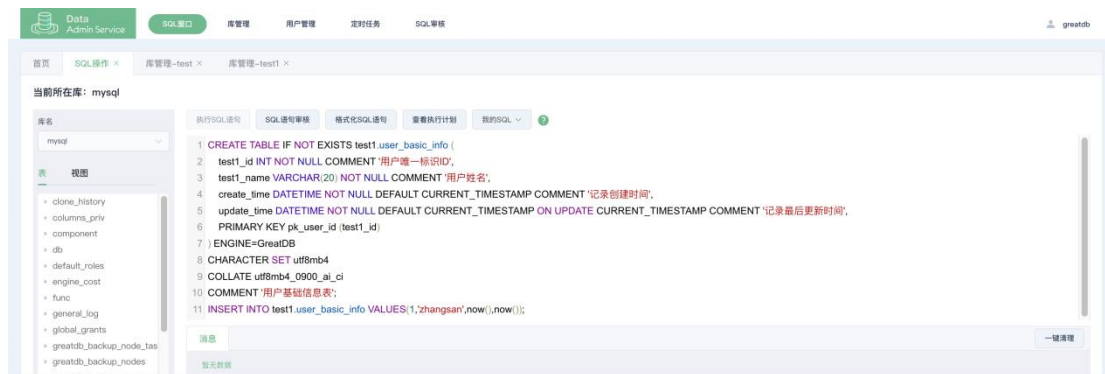 Data
Admin Service
SQL窗口 库管理 用户管理 定时任务 SQL审核 greatdb
首页 SQL操作 × 库管理-test × 库管理-test1 ×
当前所在库：mysql
库名
mysql
表 视图
clone_history
columns_priv
component
db
default_roles
engine_cost
func
general_log
global_grants
greatdb_backup_node_tas
greatdb_backup_nodes
执行SQL语句 SQL语句审核 格式化SQL语句 查看执行计划 我的SQL ?
1 CREATE TABLE IF NOT EXISTS test1.user_basic_info (
2 test1_id INT NOT NULL COMMENT '用户唯一标识ID',
3 test1_name VARCHAR(20) NOT NULL COMMENT '用户姓名',
4 create_time DATETIME NOT NULL DEFAULT CURRENT_TIMESTAMP COMMENT '记录创建时间',
5 update_time DATETIME NOT NULL DEFAULT CURRENT_TIMESTAMP ON UPDATE CURRENT_TIMESTAMP COMMENT '记录最后更新时间',
6 PRIMARY KEY pk_user_id (test1_id)
7 ) ENGINE=GreatDB
8 CHARACTER SET utf8mb4
9 COLLATE utf8mb4_0900_ai_ci
10 COMMENT '用户基础信息表';
11 INSERT INTO test1.user_basic_info VALUES(1,'zhangsan',now(),now());
消息 一键清理
暂无数据